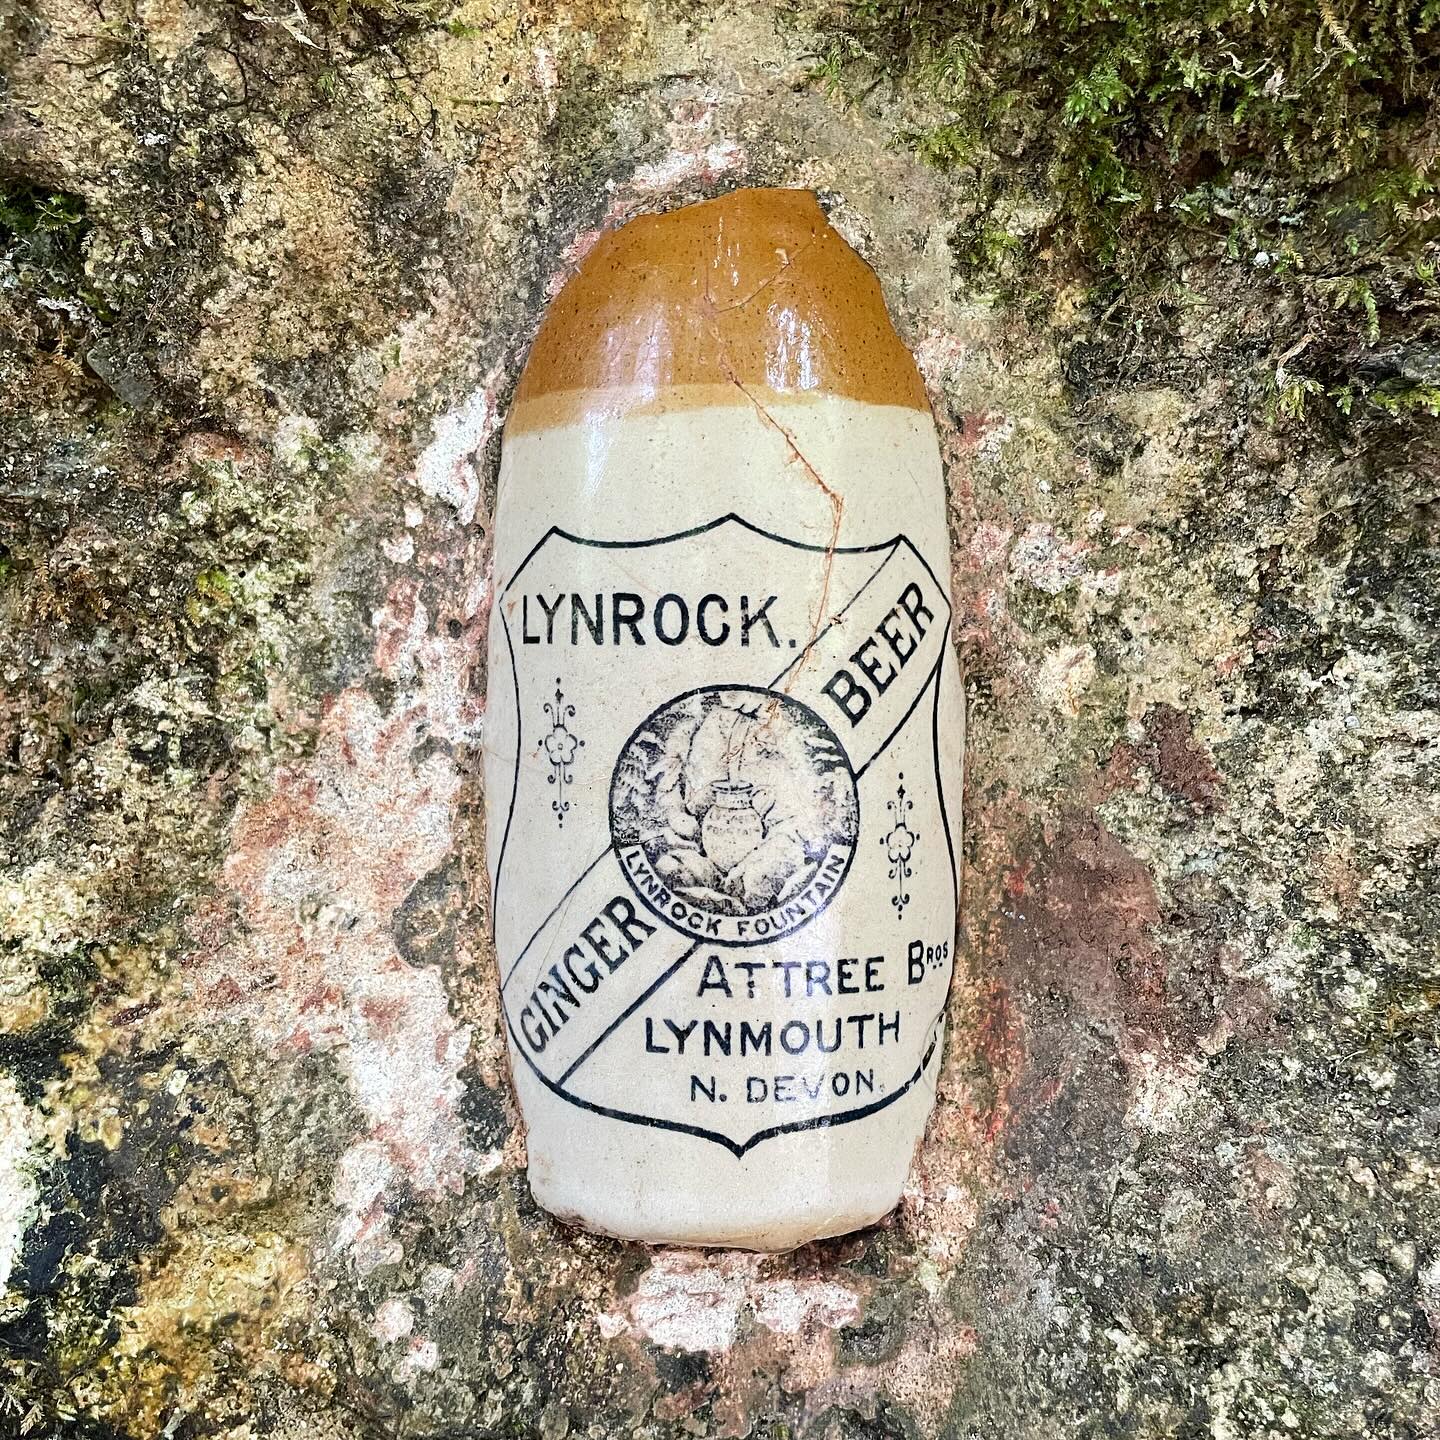 LYNROCK.
GINGER BEER
LYNROCK FOUNTAIN
ATTREE BROS
LYNMOUTH
N. DEVON.